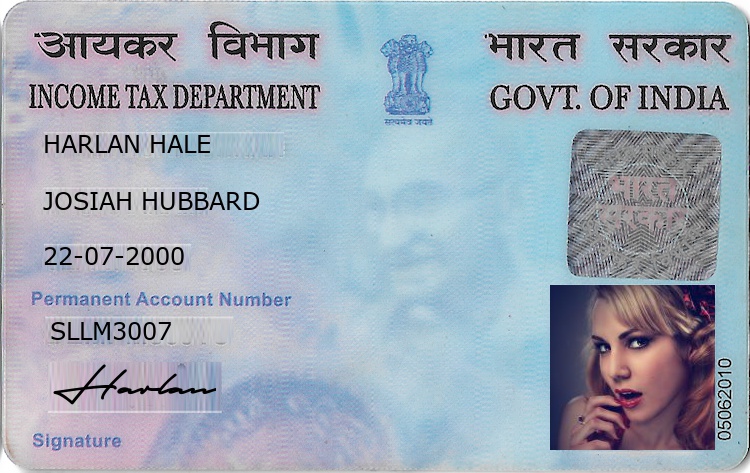 आयकर विभाग
INCOME TAX DEPARTMENT
सत्यमेव जयते
भारत सरकार
GOVT. OF INDIA
HARLAN HALE
JOSIAH HUBBARD
22-07-2000
Permanent Account Number
SLLM3007
Harlan
Signature
भारत
सरकार
05062010